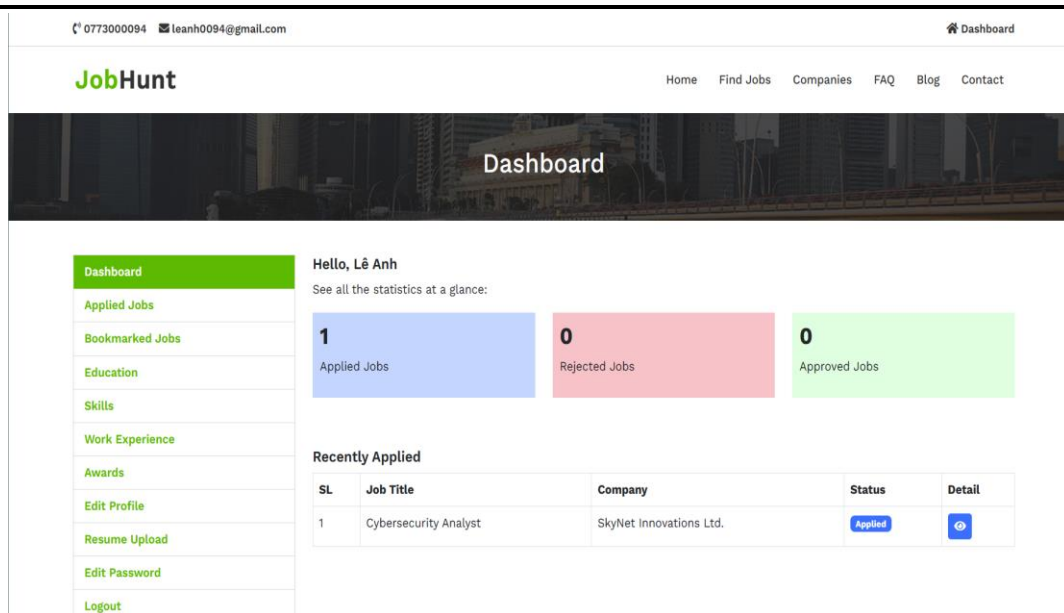 0773000094 leanh0094@gmail.com Dashboard
JobHunt Home Find Jobs Companies FAQ Blog Contact
Dashboard
Dashboard
Applied Jobs
Bookmarked Jobs
Education
Skills
Work Experience
Awards
Edit Profile
Resume Upload
Edit Password
Logout
Hello, Lê Anh
See all the statistics at a glance:
1 0 0
Applied Jobs Rejected Jobs Approved Jobs
Recently Applied
SL Job Title Company Status Detail
1 Cybersecurity Analyst SkyNet Innovations Ltd. Applied